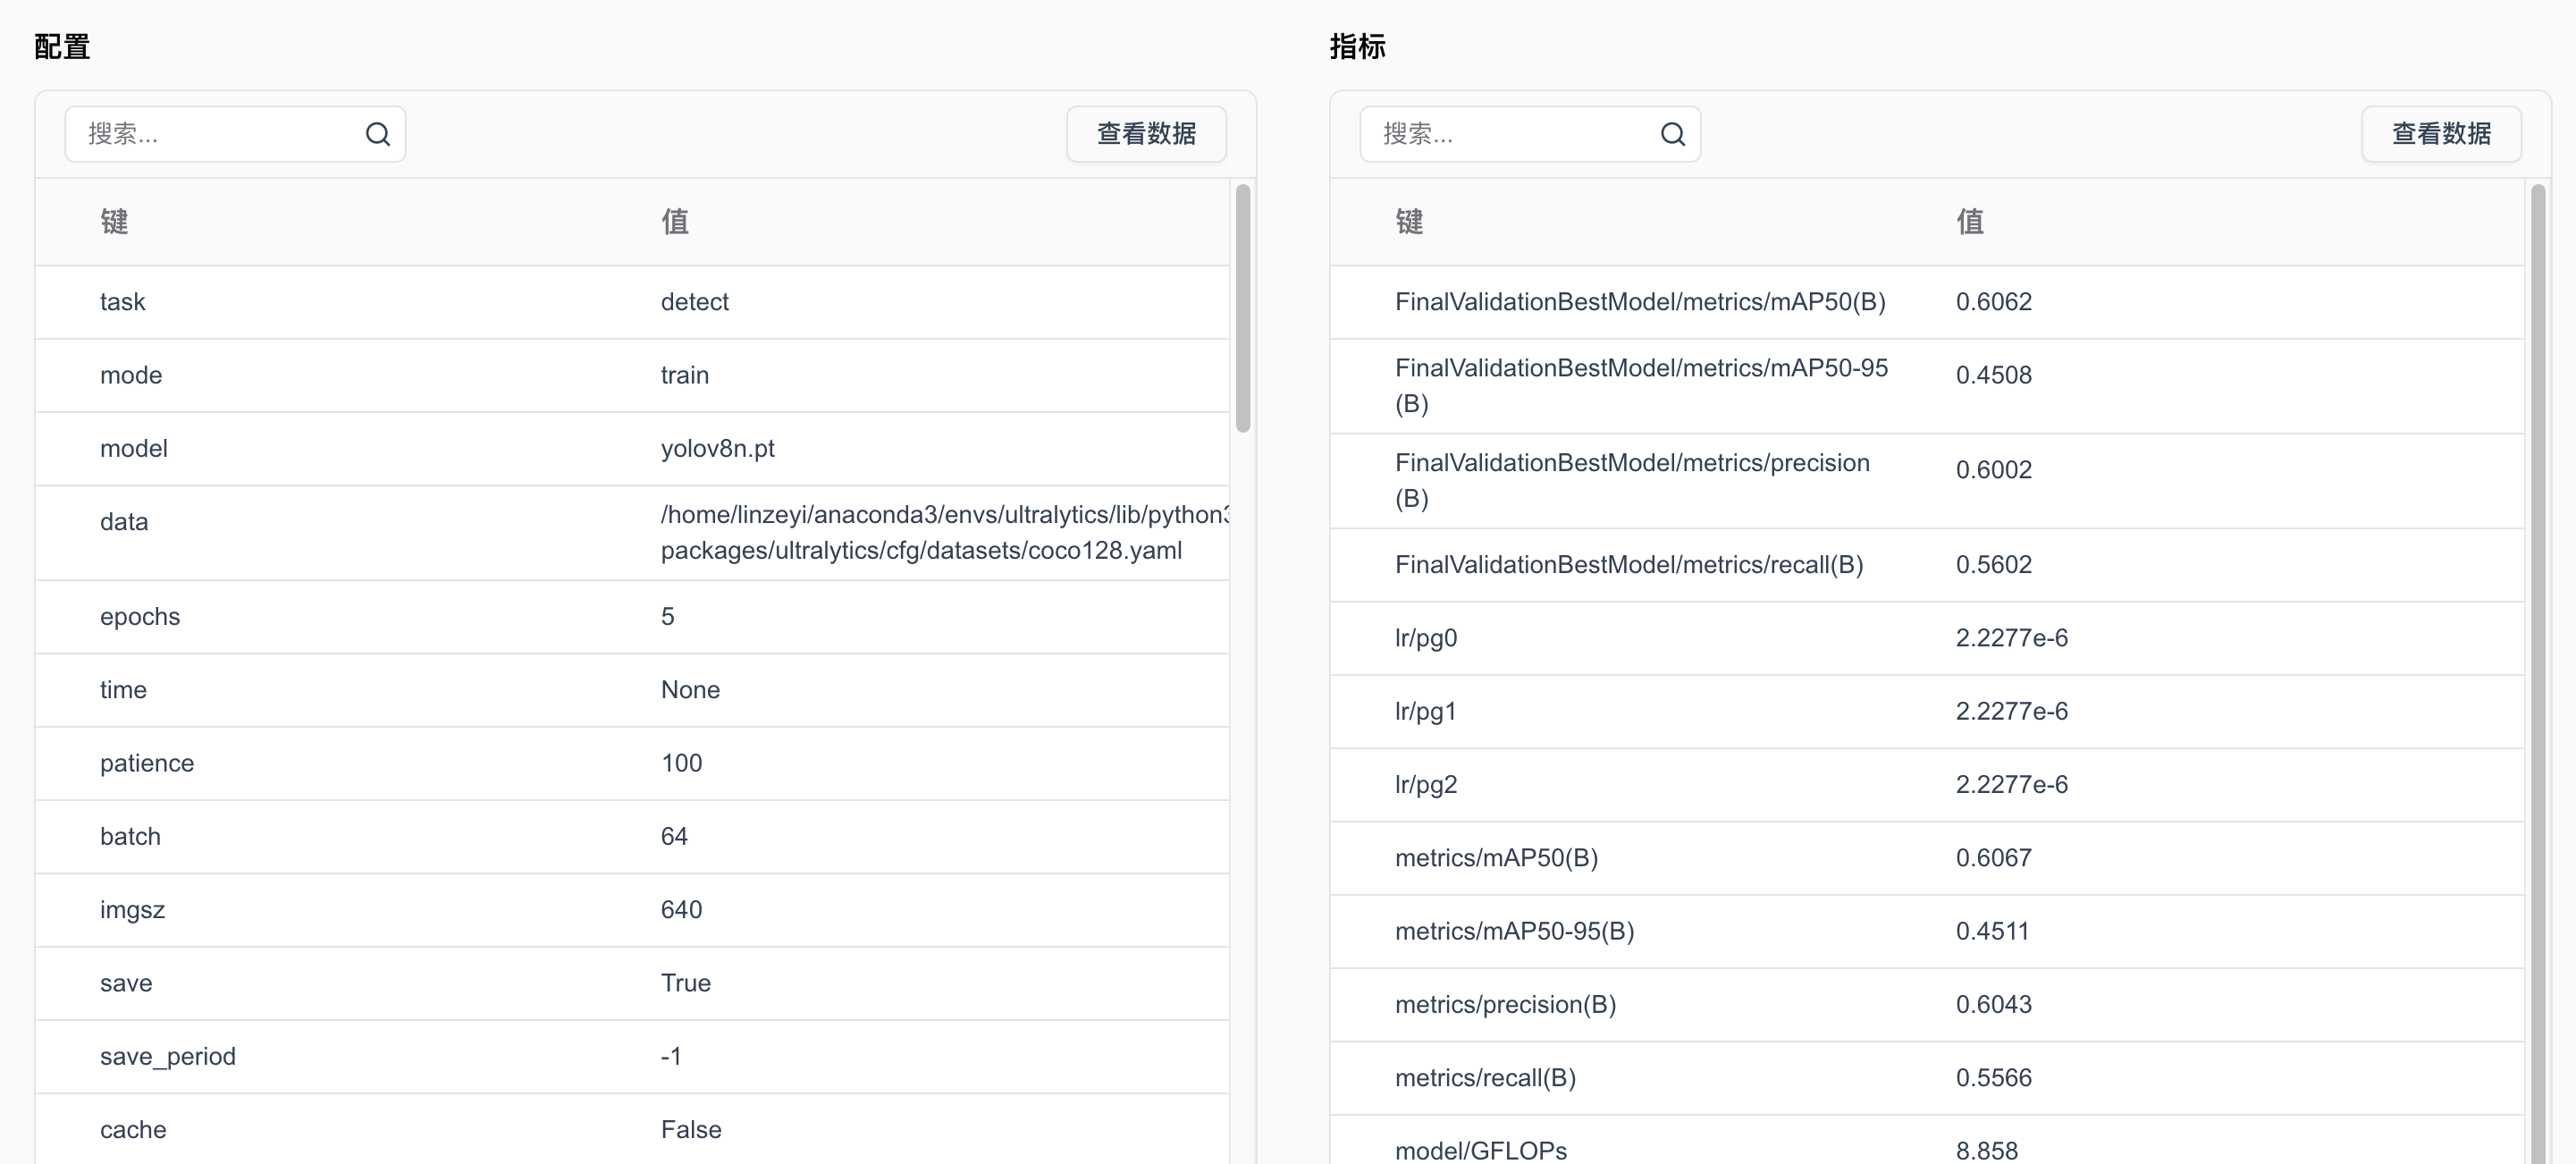 配置
搜索...
查看数据
键 值
task detect
mode train
model yolov8n.pt
data /home/linzeyi/anaconda3/envs/ultralytics/lib/python3
packages/ultralytics/cfg/datasets/coco128.yaml
epochs 5
time None
patience 100
batch 64
imgsz 640
save True
save_period -1
cache False
指标
搜索...
查看数据
键 值
FinalValidationBestModel/metrics/mAP50(B) 0.6062
FinalValidationBestModel/metrics/mAP50-95 0.4508
(B)
FinalValidationBestModel/metrics/precision 0.6002
(B)
FinalValidationBestModel/metrics/recall(B) 0.5602
lr/pg0 2.2277e-6
lr/pg1 2.2277e-6
lr/pg2 2.2277e-6
metrics/mAP50(B) 0.6067
metrics/mAP50-95(B) 0.4511
metrics/precision(B) 0.6043
metrics/recall(B) 0.5566
model/GFLOPs 8.858